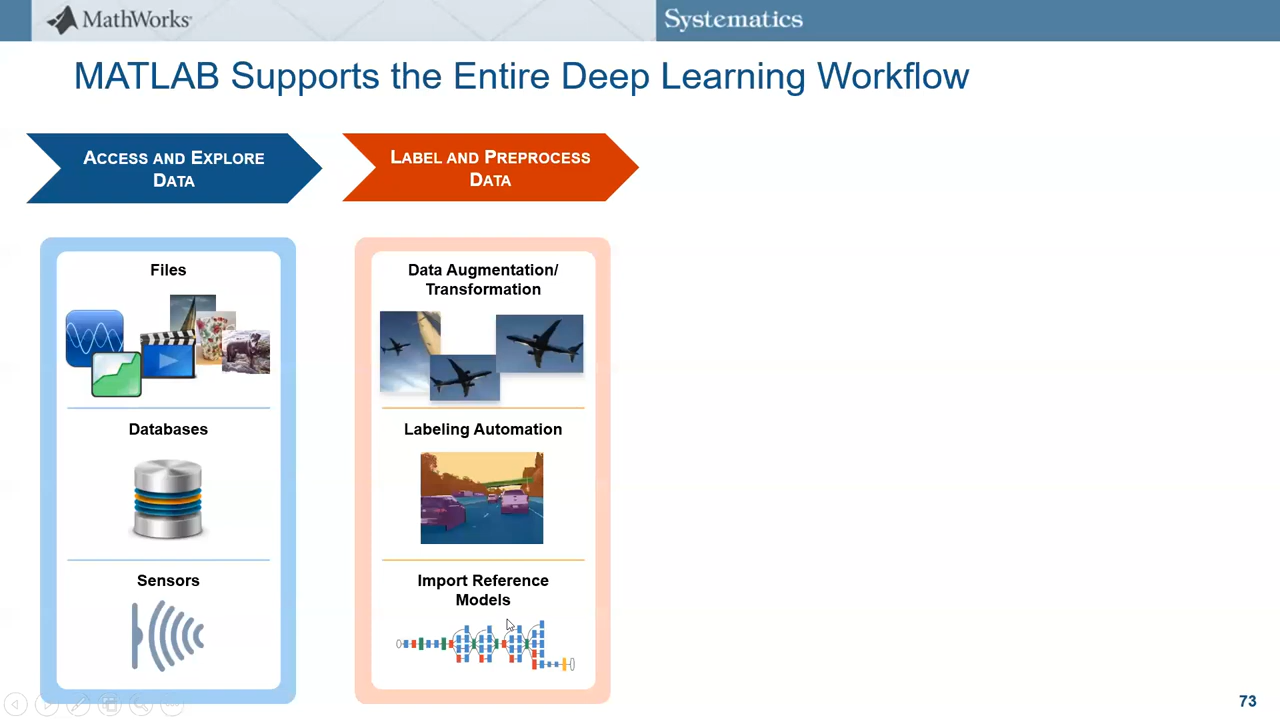 MathWorks
Systematics
MATLAB Supports the Entire Deep Learning Workflow
ACCESS AND EXPLORE
DATA
LABEL AND PREPROCESS
DATA
Files
Databases
Sensors
Data Augmentation/
Transformation
Labeling Automation
Import Reference
Models
73